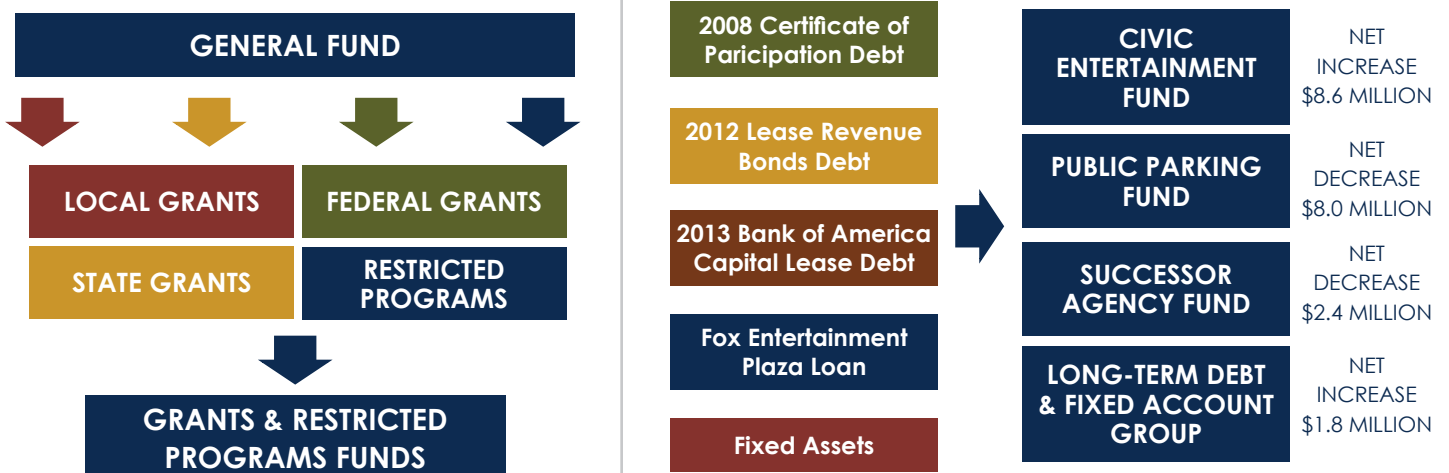 GENERAL FUND
LOCAL GRANTS
FEDERAL GRANTS
STATE GRANTS
RESTRICTED
PROGRAMS
GRANTS & RESTRICTED
PROGRAMS FUNDS
2008 Certificate of
Paricipation Debt
2012 Lease Revenue
Bonds Debt
2013 Bank of America
Capital Lease Debt
Fox Entertainment
Plaza Loan
Fixed Assets
CIVIC
ENTERTAINMENT
FUND
NET
INCREASE
$8.6 MILLION
PUBLIC PARKING
FUND
NET
DECREASE
$8.0 MILLION
SUCCESSOR
AGENCY FUND
NET
DECREASE
$2.4 MILLION
LONG-TERM DEBT
& FIXED ACCOUNT
GROUP
NET
INCREASE
$1.8 MILLION